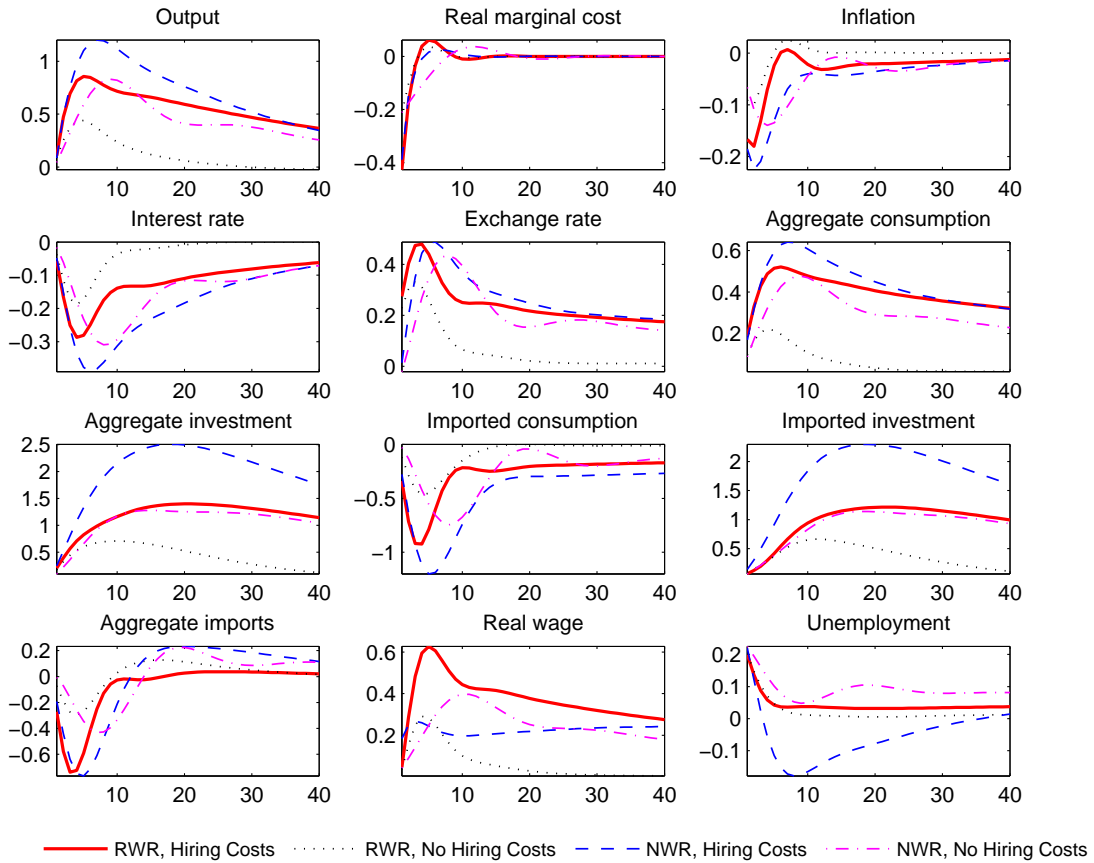 Output
Real marginal cost
Inflation
1
0.5
0
10 20 30 40
0
−0.2
−0.4
10 20 30 40
0
−0.1
−0.2
10 20 30 40
Interest rate
Exchange rate
Aggregate consumption
0
−0.1
−0.2
−0.3
10 20 30 40
0.4
0.2
0
10 20 30 40
0.6
0.4
0.2
10 20 30 40
Aggregate investment
Imported consumption
Imported investment
2.5
2
1.5
1
0.5
10 20 30 40
0
−0.5
−1
10 20 30 40
2
1.5
1
0.5
10 20 30 40
Aggregate imports
Real wage
Unemployment
0.2
0
−0.2
−0.4
−0.6
10 20 30 40
0.6
0.4
0.2
10 20 30 40
0.2
0.1
0
−0.1
10 20 30 40
RWR, Hiring Costs
RWR, No Hiring Costs
NWR, Hiring Costs
NWR, No Hiring Costs